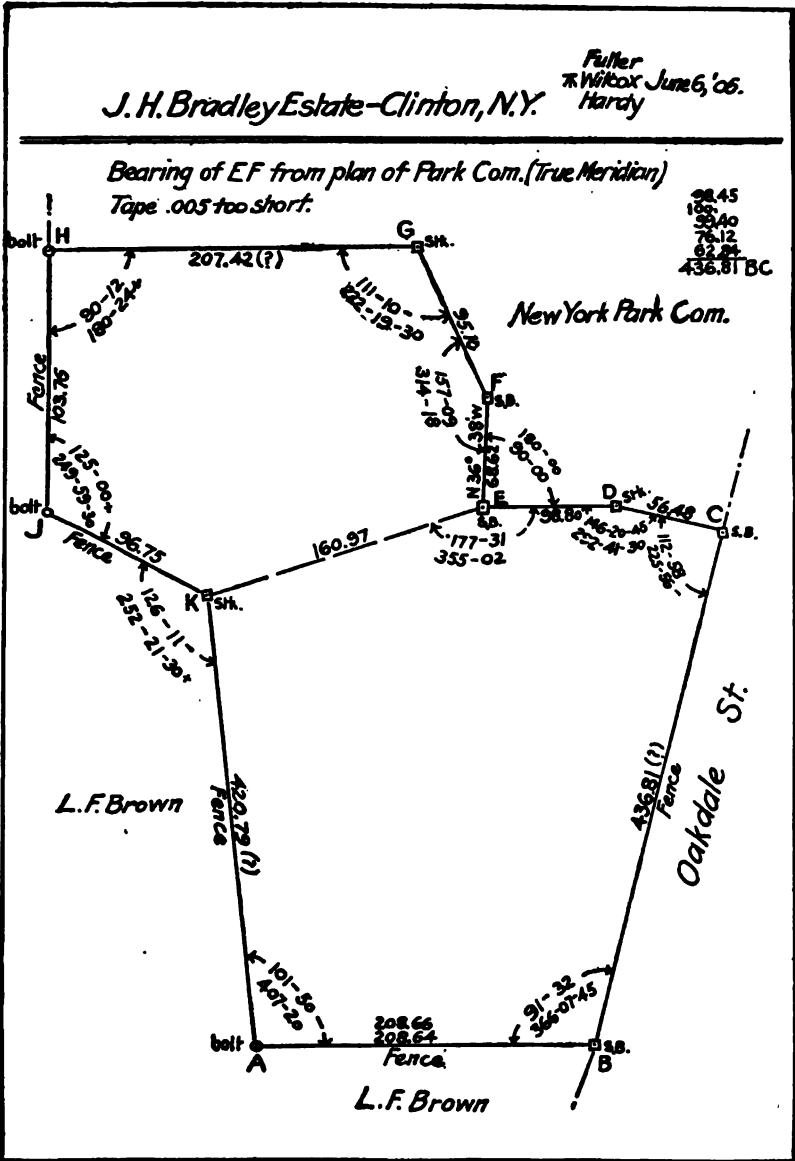 Fuller
⊼ Wilcox June 6, '05.
Hardy
J. H. Bradley Estate-Clinton, N.Y.
Bearing of EF from plan of Park Com. (True Meridian)
Tape .005 too short.
98.45
100.
99.40
76.12
62.84
436.81 BC
bolt H
207.42 (?)
G Stk.
90-12
180-24+
111-10-
222-19-30
95.18
New York Park Com.
Fence
103.76
F
S.B.
157-09
314-18
N 36° 38'W
68.62
180-00
90-00
125-00+
249-59-30
bolt
J
E
S.B.
98.80+
D Stk.
56.48
C
S.B.
146-20-45+
252-41-30
112-58
225-56-
177-31
355-02
160.97
96.75
Fence
K Stk.
126-11-
252-21-30+
L. F. Brown
420.79 (?)
Fence
436.81 (?)
Fence
Oakdale St.
101-50
407-20
91-32
366-07-45
208.66
208.64
Fence
bolt
A
B
S.B.
L. F. Brown